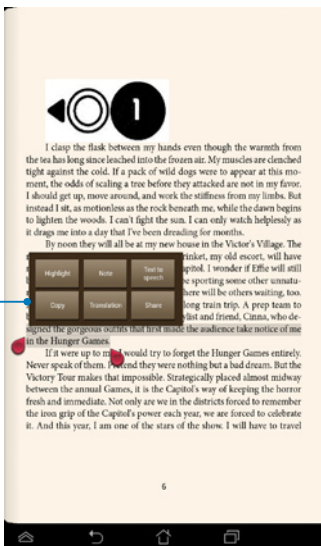 1
I clasp the flask between my hands even though the warmth from
the tea has long since leached into the frozen air. My muscles are clenched
tight against the cold. If a pack of wild dogs were to appear at this mo-
ment, the odds of scaling a tree before they attacked are not in my favor.
I should get up, move around, and work the stiffness from my limbs. But
instead I sit, as motionless as the rock beneath me, while the dawn begins
to lighten the woods. I can't fight the sun. I can only watch helplessly as
it drags me into a day that I've been dreading for months.
By noon they will all be at my new house in the Victor's Village. The
rinket, my old escort, will have
apitol. I wonder if Effie will still
e sporting some other unnatu-
here will be others waiting, too.
long train trip. A prep team to
ylist and friend, Cinna, who de-
Highlight Note Text to speech
Copy Translation Share
signed the gorgeous outfits that first made the audience take notice of me
in the Hunger Games.
If it were up to me, I would try to forget the Hunger Games entirely.
Never speak of them. Pretend they were nothing but a bad dream. But the
Victory Tour makes that impossible. Strategically placed almost midway
between the annual Games, it is the Capitol's way of keeping the horror
fresh and immediate. Not only are we in the districts forced to remember
the iron grip of the Capitol's power each year, we are forced to celebrate
it. And this year, I am one of the stars of the show. I will have to travel
6